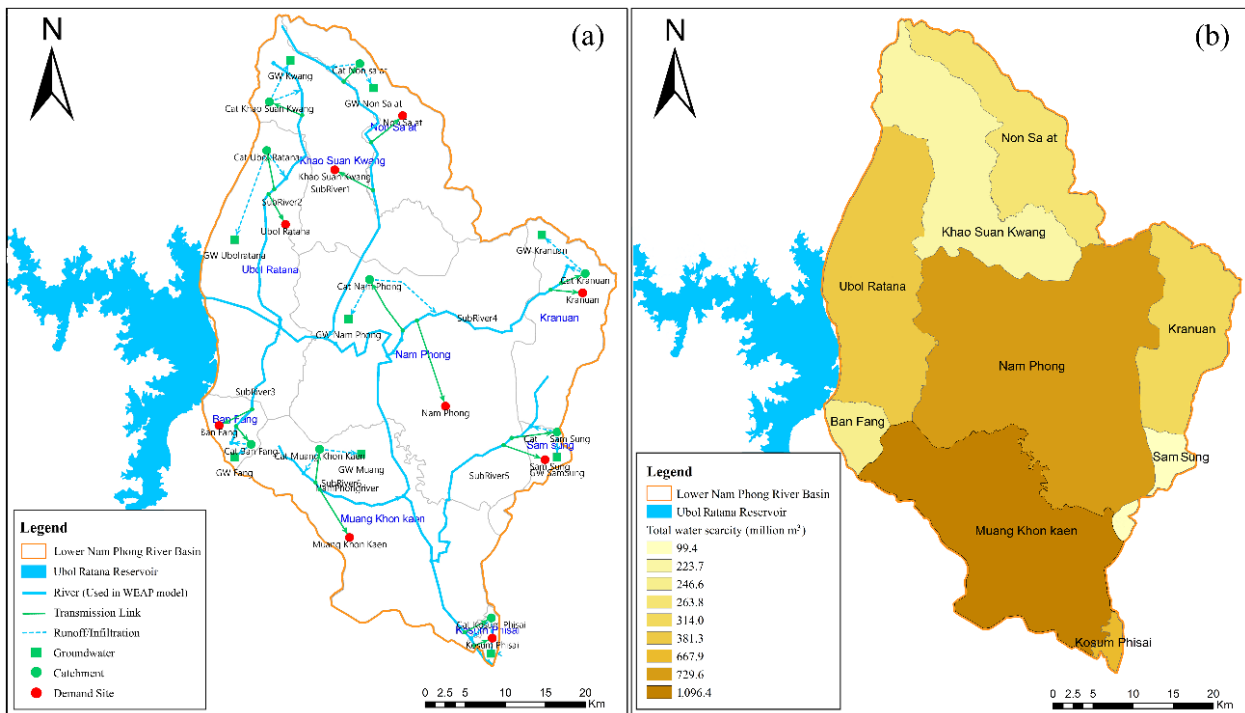 N
(a)
GW Kwang
Cat Non sa at
Cat Khao Suan Kwang
GW Non Sa at
Non Sa at
Non Sa at
Cat Ubol Ratana
Khao Suan Kwang
Khao Suan Kwang
SubRiver1
SubRiver2
Ubol Ratana
GW Ubolratana
Ubol Ratana
GW Kranuan
Cat Kranuan
Kranuan
Kranuan
Cat Nam Phong
SubRiver4
GW Nam Phong
Nam Phong
Nam Phong
SubRiver3
Ban Fang
Ban Fang
Cat Ban Fang
GW Fang
Cat Muang Khon Kaen
GW Muang
SubRiver6
Namphongriver
Cat Sam Sung
Sam Sung
Sam Sung
GW SamSung
SubRiver5
Muang Khon kaen
Muang Khon Kaen
Cat Kosum Phisai
Kosum Phisai
Kosum Phisai
Legend
Lower Nam Phong River Basin
Ubol Ratana Reservoir
River (Used in WEAP model)
Transmission Link
Runoff/Infiltration
Groundwater
Catchment
Demand Site
0 2.5 5 10 15 20
Km
N
(b)
Non Sa at
Khao Suan Kwang
Ubol Ratana
Kranuan
Nam Phong
Ban Fang
Sam Sung
Muang Khon kaen
Kosum Phisai
Legend
Lower Nam Phong River Basin
Ubol Ratana Reservoir
Total water scarcity (million m³)
99.4
223.7
246.6
263.8
314.0
381.3
667.9
729.6
1,096.4
0 2.5 5 10 15 20
Km